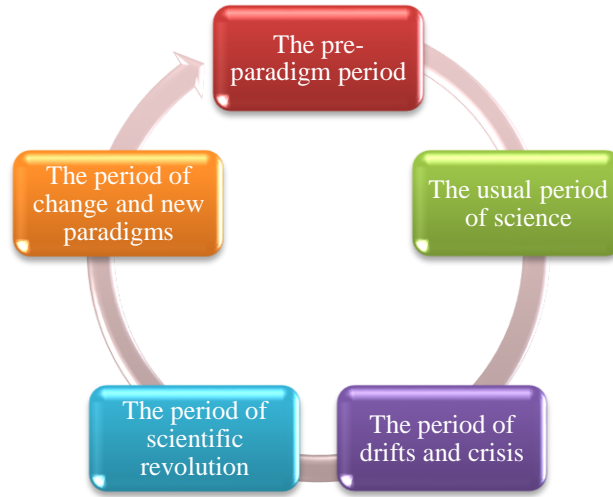 The pre-
paradigm period
The usual period
of science
The period of
drifts and crisis
The period of
scientific
revolution
The period of
change and new
paradigms